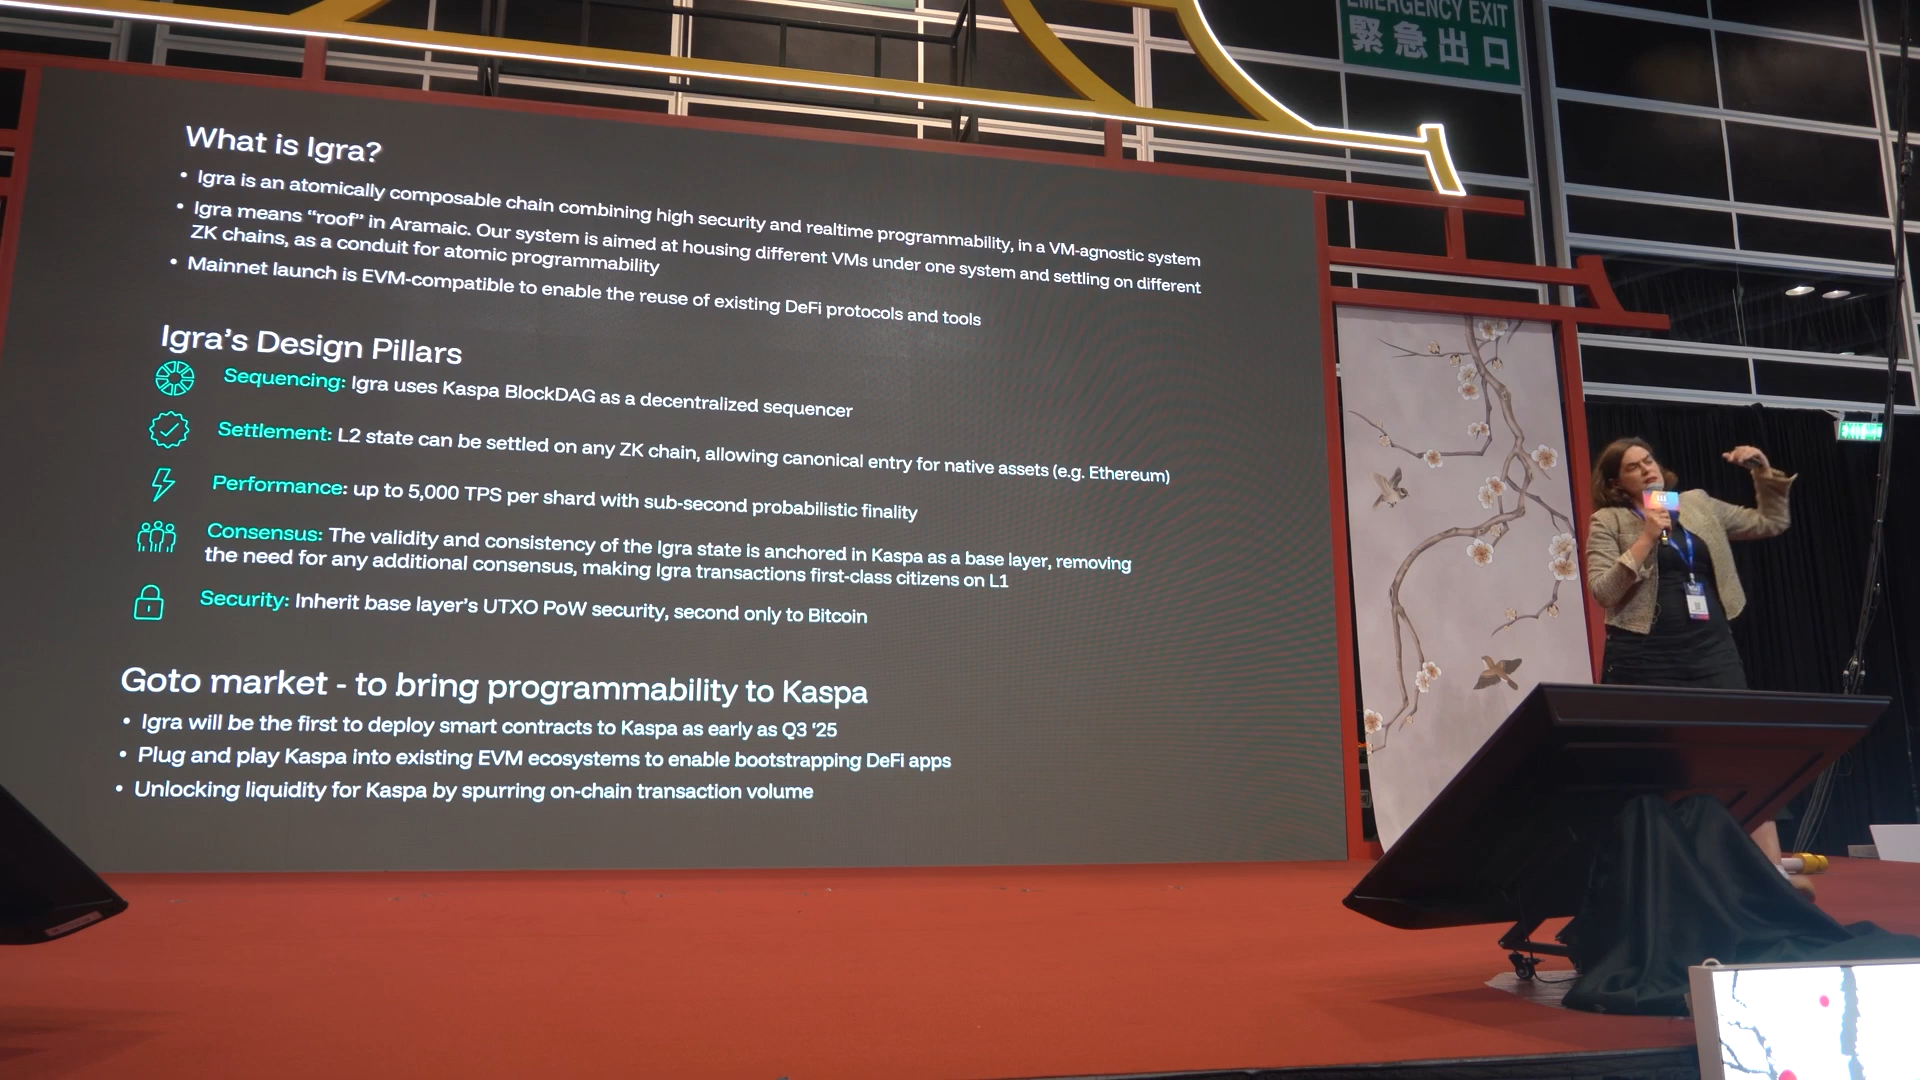 EMERGENCY EXIT
緊急出口
What is Igra?
• Igra is an atomically composable chain combining high security and realtime programmability, in a VM-agnostic system
• Igra means “roof” in Aramaic. Our system is aimed at housing different VMs under one system and settling on different
ZK chains, as a conduit for atomic programmability
• Mainnet launch is EVM-compatible to enable the reuse of existing DeFi protocols and tools
Igra’s Design Pillars
Sequencing: Igra uses Kaspa BlockDAG as a decentralized sequencer
Settlement: L2 state can be settled on any ZK chain, allowing canonical entry for native assets (e.g. Ethereum)
Performance: up to 5,000 TPS per shard with sub-second probabilistic finality
Consensus: The validity and consistency of the Igra state is anchored in Kaspa as a base layer, removing
the need for any additional consensus, making Igra transactions first-class citizens on L1
Security: Inherit base layer’s UTXO PoW security, second only to Bitcoin
Goto market - to bring programmability to Kaspa
• Igra will be the first to deploy smart contracts to Kaspa as early as Q3 ‘25
• Plug and play Kaspa into existing EVM ecosystems to enable bootstrapping DeFi apps
• Unlocking liquidity for Kaspa by spurring on-chain transaction volume